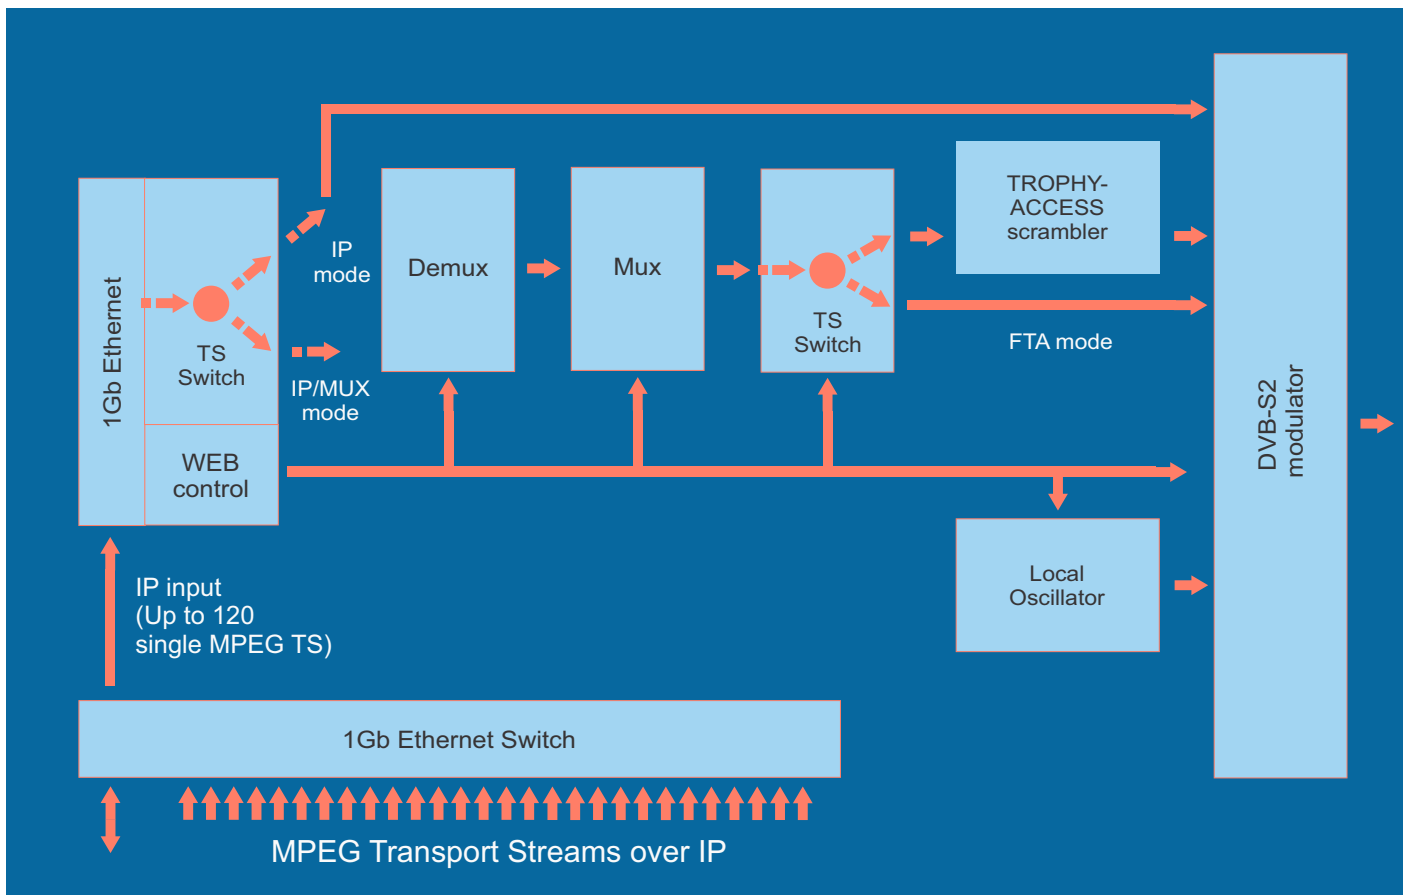 1Gb Ethernet
TS
Switch
WEB
control
IP
mode
IP/MUX
mode
Demux
Mux
TS
Switch
TROPHY-
ACCESS
scrambler
FTA mode
Local
Oscillator
DVB-S2
modulator
IP input
(Up to 120
single MPEG TS)
1Gb Ethernet Switch
MPEG Transport Streams over IP